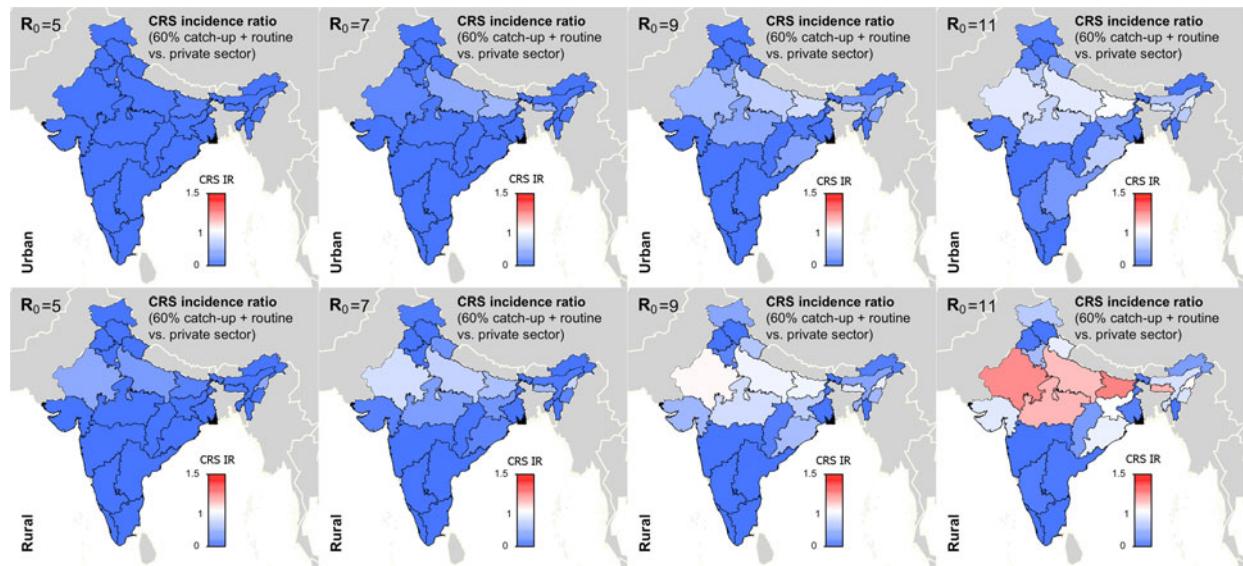 R0=5
CRS incidence ratio
(60% catch-up + routine
vs. private sector)
CRS IR
1.5
1
0
Urban
R0=7
CRS incidence ratio
(60% catch-up + routine
vs. private sector)
CRS IR
1.5
1
0
Urban
R0=9
CRS incidence ratio
(60% catch-up + routine
vs. private sector)
CRS IR
1.5
1
0
Urban
R0=11
CRS incidence ratio
(60% catch-up + routine
vs. private sector)
CRS IR
1.5
1
0
Urban
R0=5
CRS incidence ratio
(60% catch-up + routine
vs. private sector)
CRS IR
1.5
1
0
Rural
R0=7
CRS incidence ratio
(60% catch-up + routine
vs. private sector)
CRS IR
1.5
1
0
Rural
R0=9
CRS incidence ratio
(60% catch-up + routine
vs. private sector)
CRS IR
1.5
1
0
Rural
R0=11
CRS incidence ratio
(60% catch-up + routine
vs. private sector)
CRS IR
1.5
1
0
Rural